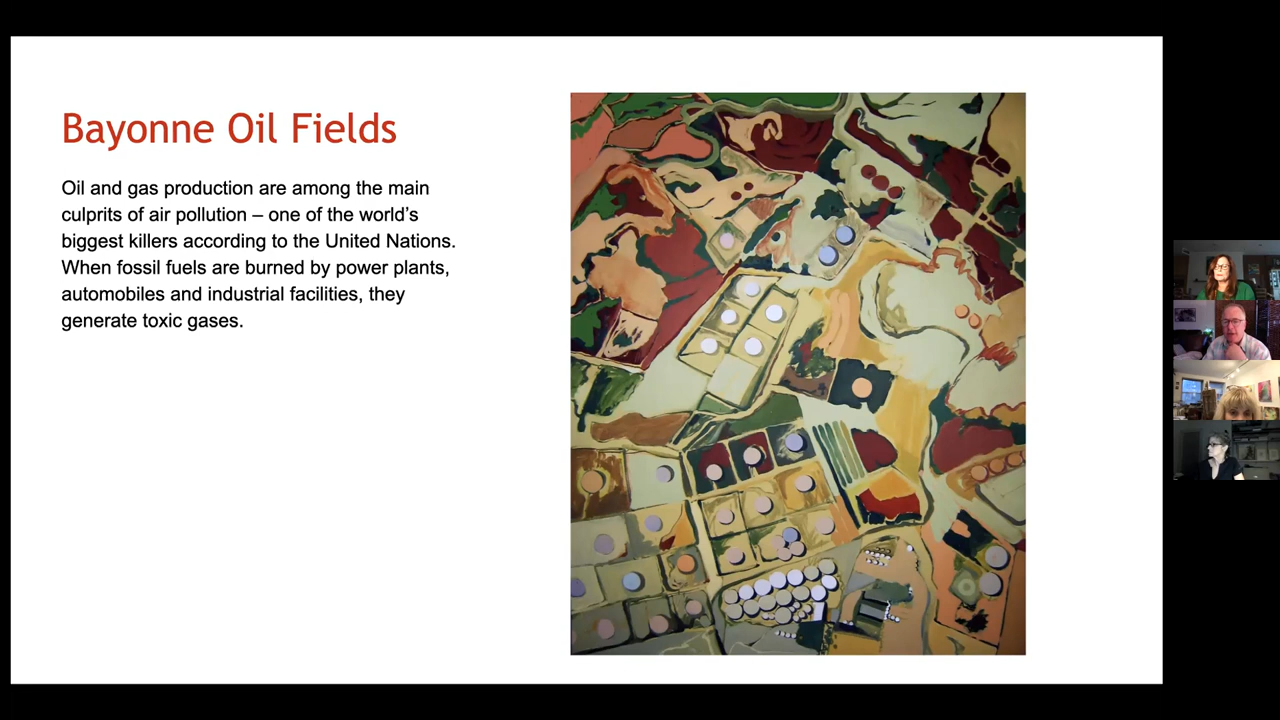 Bayonne Oil Fields
Oil and gas production are among the main
culprits of air pollution – one of the world’s
biggest killers according to the United Nations.
When fossil fuels are burned by power plants,
automobiles and industrial facilities, they
generate toxic gases.